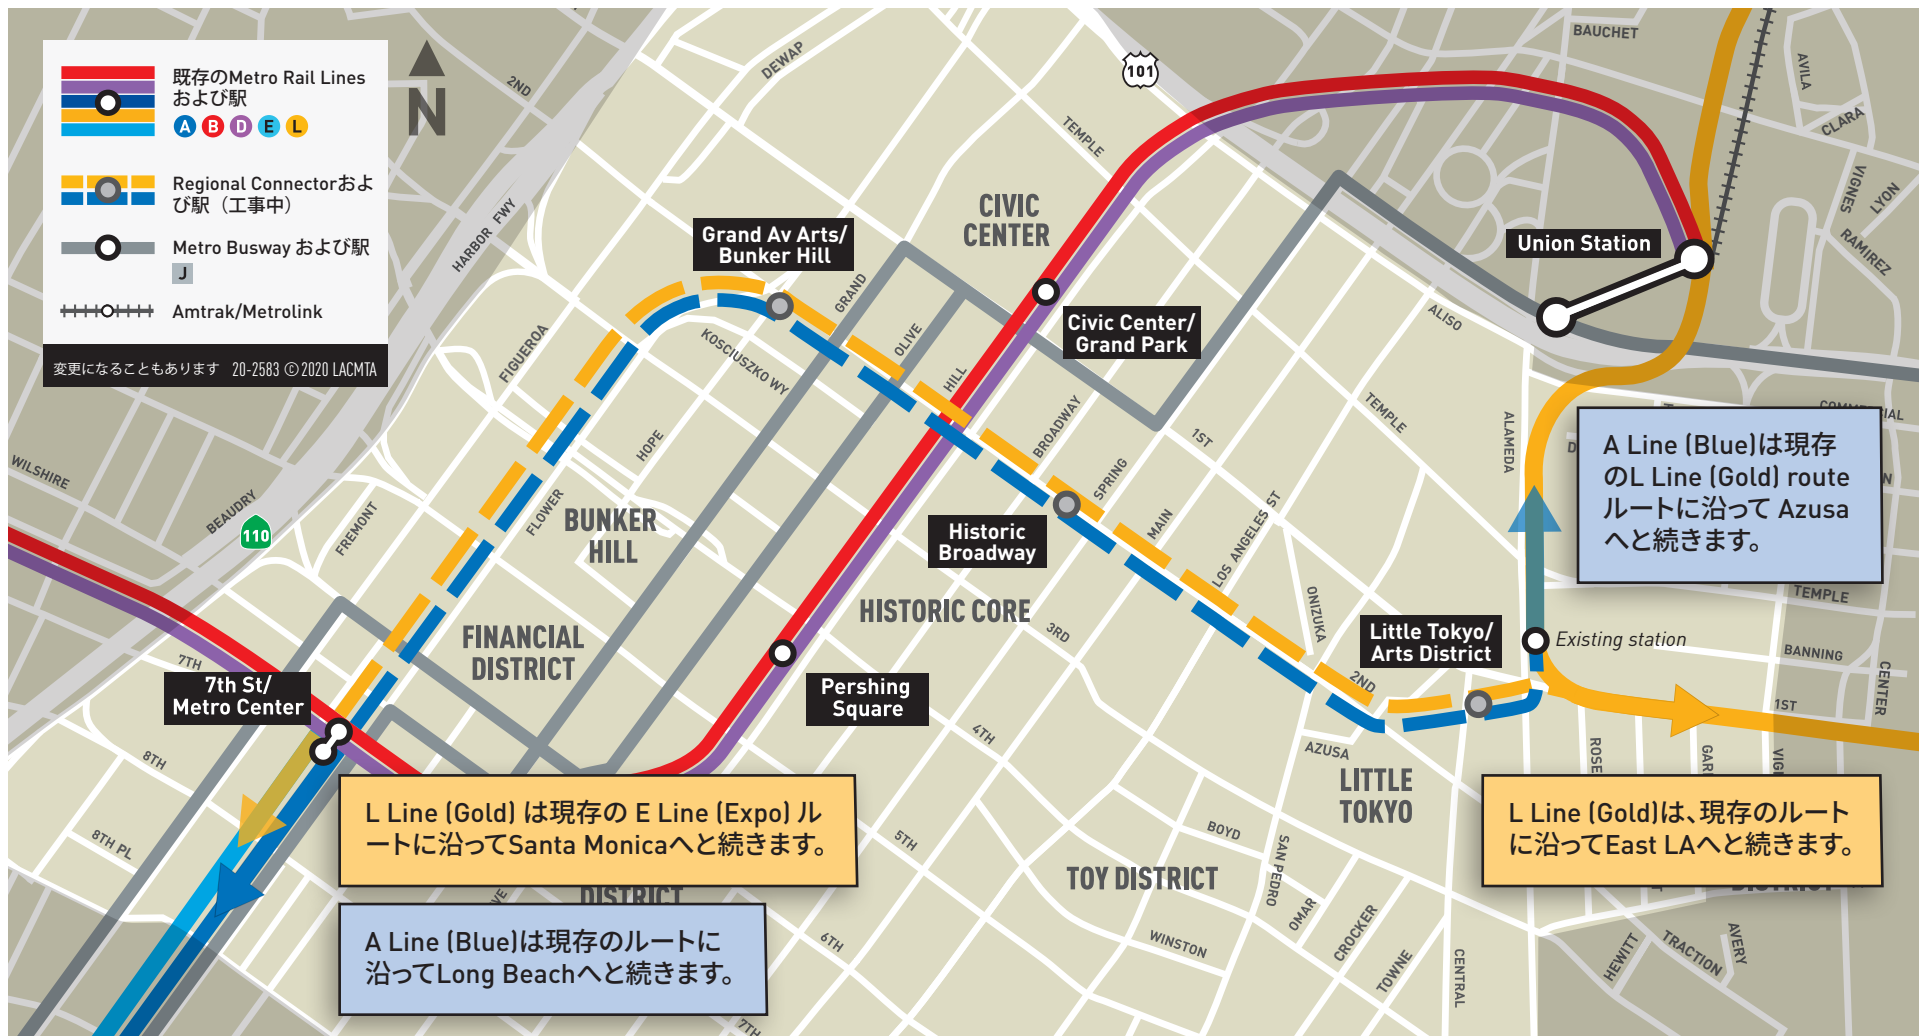 既存のMetro Rail Lines
および駅
A B D E L
Regional Connectorおよ
び駅（工事中）
Metro Busway および駅
J
Amtrak/Metrolink
変更になることもあります 20-2583 © 2020 LACMTA
N
2ND
DEWAP
101
BAUCHET
AVILA
CLARA
VIGNES
LYON
RAMIREZ
TEMPLE
HARBOR FWY
CIVIC
CENTER
Grand Av Arts/
Bunker Hill
Union Station
GRAND
Civic Center/
Grand Park
ALISO
OLIVE
FIGUEROA
KOSCIUSZKO WY
HILL
BROADWAY
1ST
TEMPLE
ALAMEDA
A Line (Blue)は現存
のL Line (Gold) route
ルートに沿って Azusa
へと続きます。
HOPE
WILSHIRE
BEAUDRY
110
FREMONT
FLOWER
BUNKER
HILL
SPRING
MAIN
LOS ANGELES ST
Historic
Broadway
HISTORIC CORE
ONIZUKA
TEMPLE
FINANCIAL
DISTRICT
3RD
Little Tokyo/
Arts District
Existing station
BANNING
CENTER
7TH
7th St/
Metro Center
Pershing
Square
2ND
1ST
4TH
AZUSA
ROSE
8TH
LITTLE
TOKYO
L Line (Gold) は現存の E Line (Expo) ル
ートに沿ってSanta Monicaへと続きます。
L Line (Gold)は、現存のルート
に沿ってEast LAへと続きます。
8TH PL
5TH
BOYD
SAN PEDRO
TOY DISTRICT
DISTRICT
DISTRICT
A Line (Blue)は現存のルートに
沿ってLong Beachへと続きます。
6TH
WINSTON
OMAR
CROCKER
TOWNE
CENTRAL
HEWITT
TRACTION
AVERY
7TH